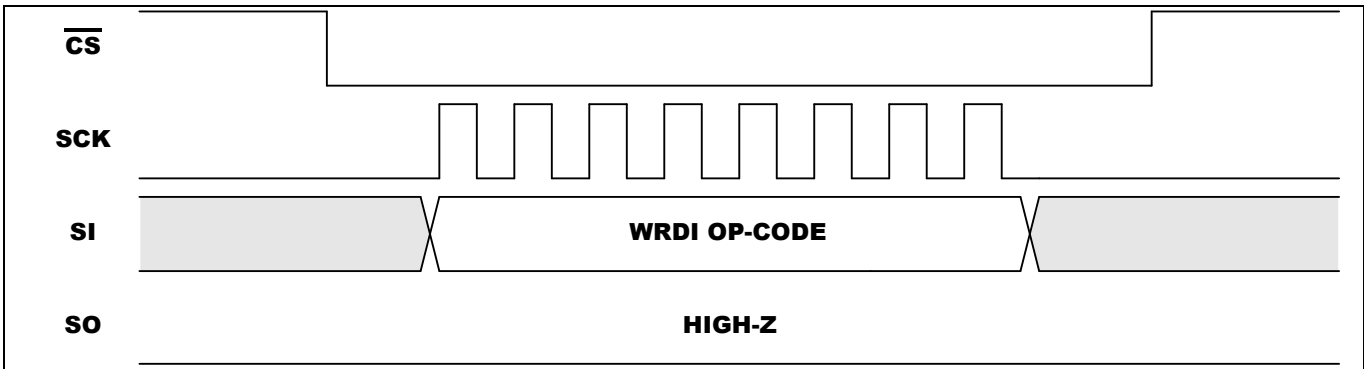 CS
SCK
SI
WRDI OP-CODE
SO
HIGH-Z